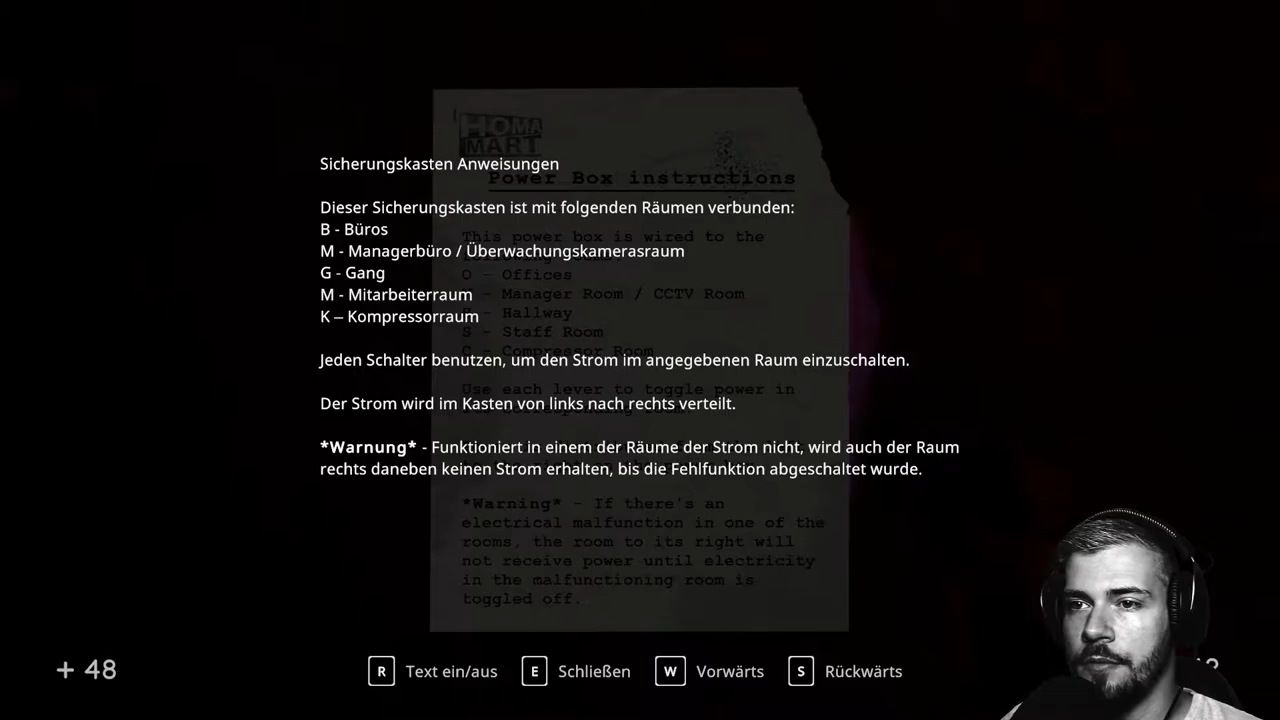 HOMA
MART
Sicherungskasten Anweisungen
Power Box instructions
Dieser Sicherungskasten ist mit folgenden Räumen verbunden:
This power box is wired to the
B - Büros
M - Managerbüro / Überwachungskamerasraum
G - Gang
O - Offices
M - Mitarbeiterraum
- Manager Room / CCTV Room
K – Kompressorraum
- Hallway
S - Staff Room
C - Compressor Room
Jeden Schalter benutzen, um den Strom im angegebenen Raum einzuschalten.
Use each lever to toggle power in
Der Strom wird im Kasten von links nach rechts verteilt.
*Warnung* - Funktioniert in einem der Räume der Strom nicht, wird auch der Raum
rechts daneben keinen Strom erhalten, bis die Fehlfunktion abgeschaltet wurde.
*Warning* - If there's an
electrical malfunction in one of the
rooms, the room to its right will
not receive power until electricity
in the malfunctioning room is
toggled off.
+ 48
R Text ein/aus E Schließen W Vorwärts S Rückwärts